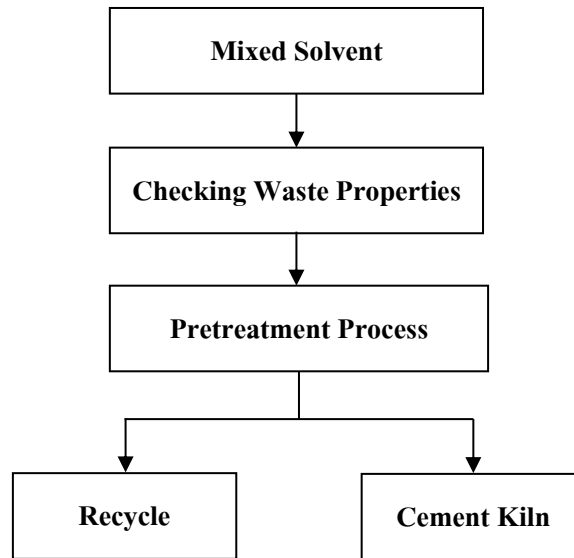 Mixed Solvent
Checking Waste Properties
Pretreatment Process
Recycle
Cement Kiln